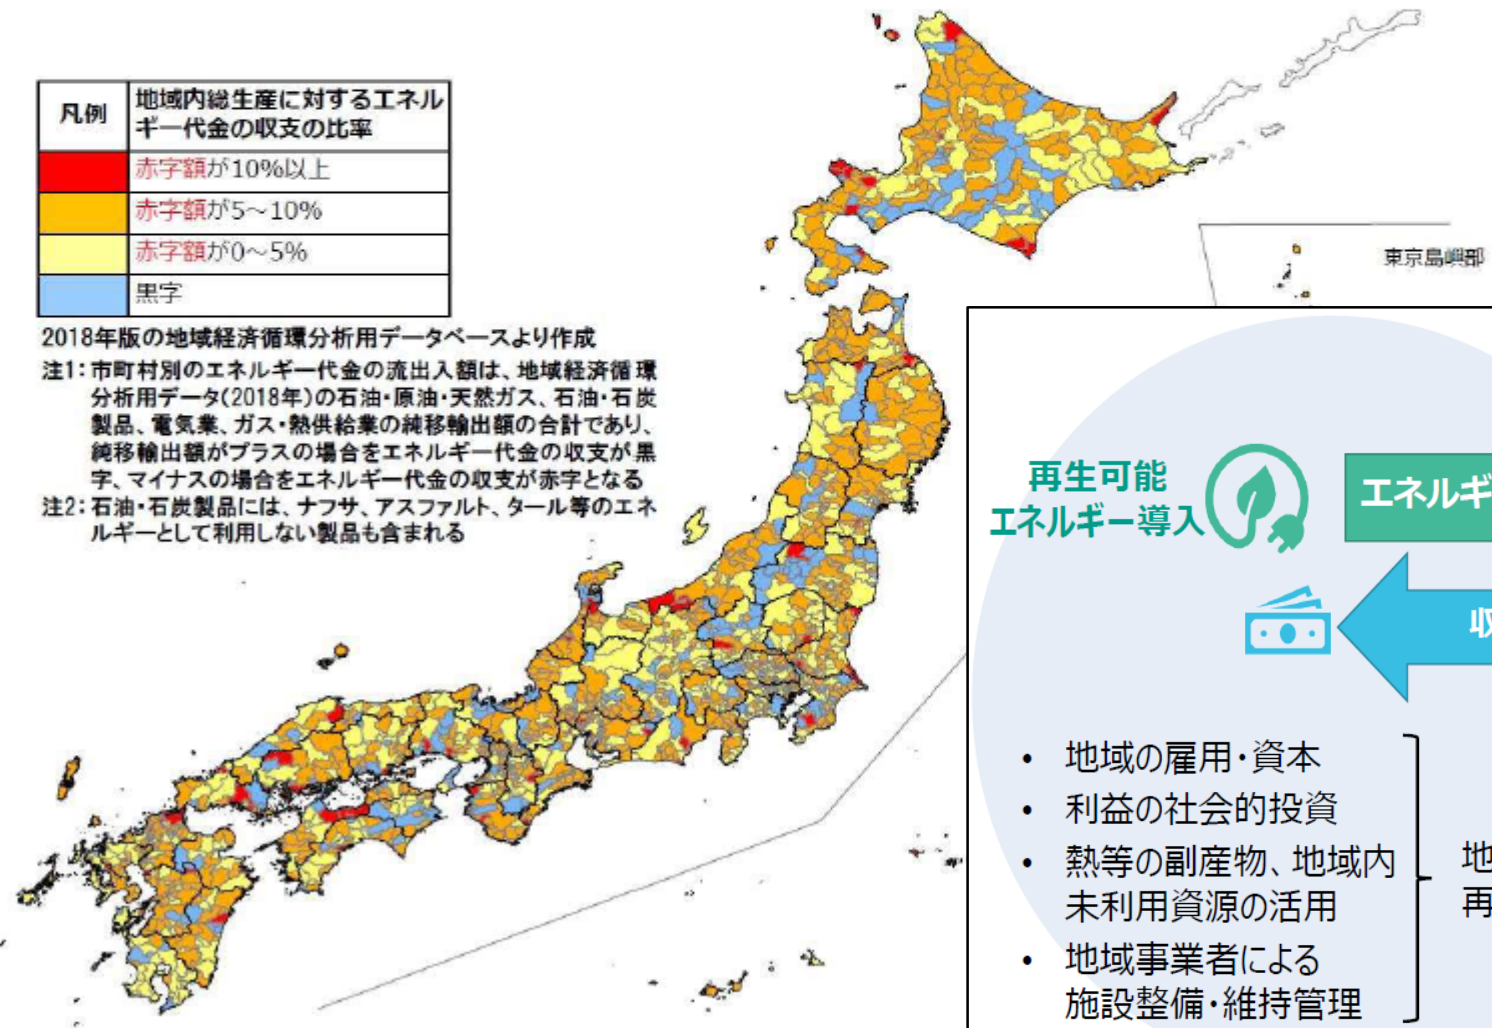 凡例
地域内総生産に対するエネル
ギー代金の収支の比率
赤字額が10%以上
赤字額が5～10%
赤字額が0～5%
黒字
2018年版の地域経済循環分析用データベースより作成
注1：市町村別のエネルギー代金の流出入額は、地域経済循環
分析用データ(2018年)の石油・原油・天然ガス、石油・石炭
製品、電気業、ガス・熱供給業の純移輸出額の合計であり、
純移輸出額がプラスの場合をエネルギー代金の収支が黒
字、マイナスの場合をエネルギー代金の収支が赤字となる
注2：石油・石炭製品には、ナフサ、アスファルト、タール等のエネ
ルギーとして利用しない製品も含まれる
東京島嶼部
再生可能
エネルギー導入
エネルギ
収
• 地域の雇用・資本
• 利益の社会的投資
• 熱等の副産物、地域内
未利用資源の活用
• 地域事業者による
施設整備・維持管理
地
再